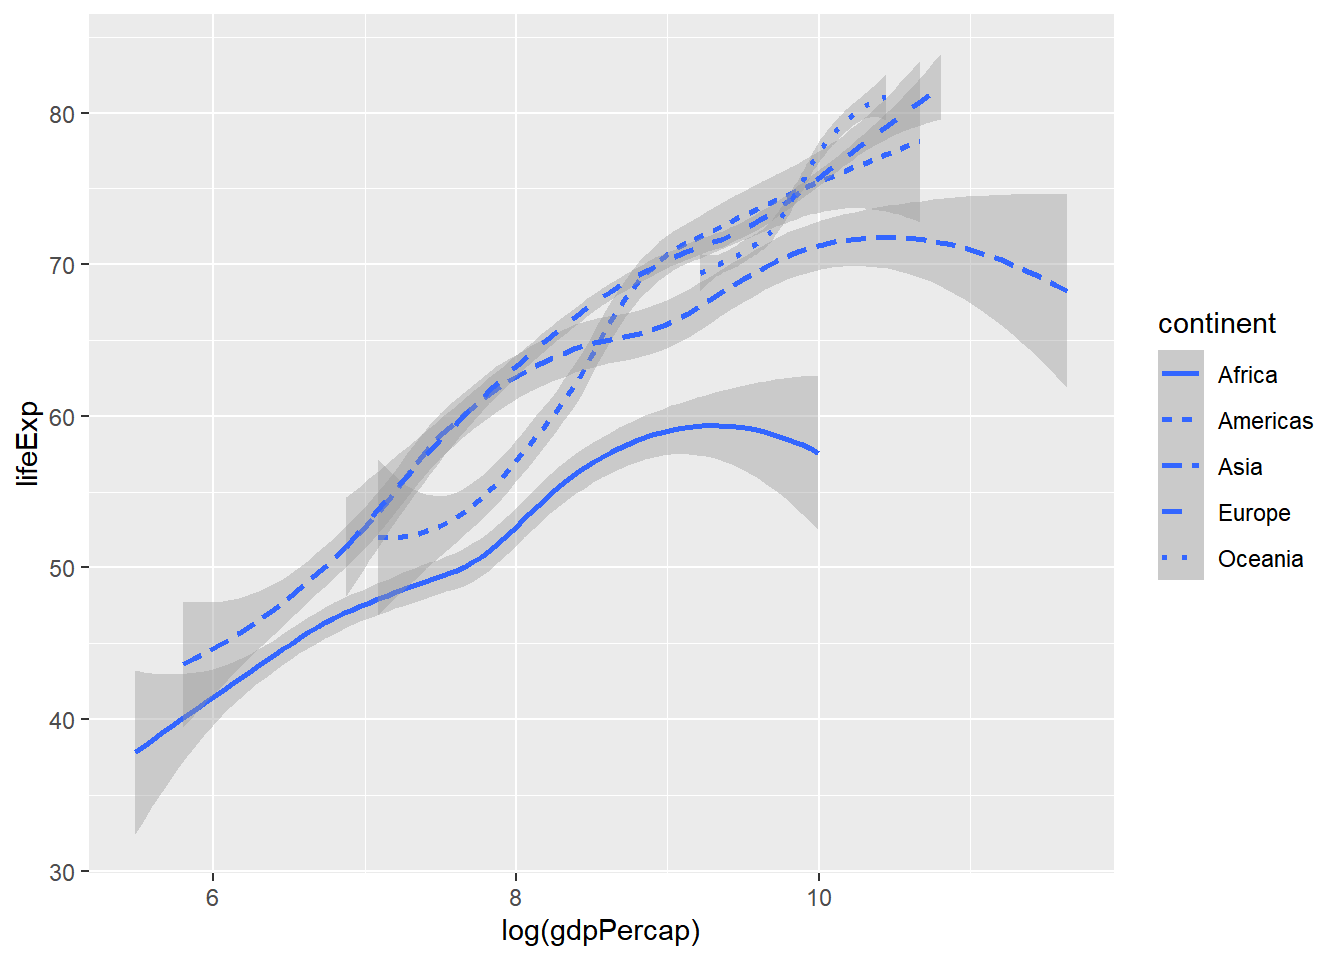 80
70
60
50
40
30
lifeExp
6
8
10
log(gdpPercap)
continent
Africa
Americas
Asia
Europe
Oceania